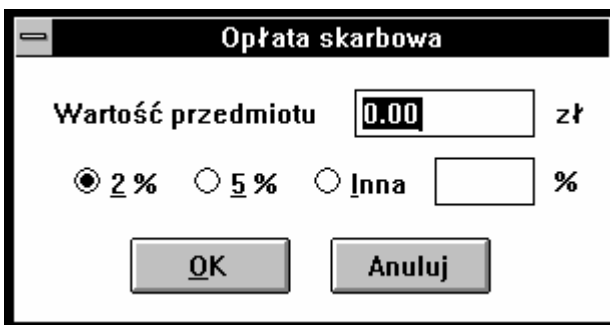 Opłata skarbowa
Wartość przedmiotu 0.00 zł
2 % 5 % Inna %
OK Anuluj